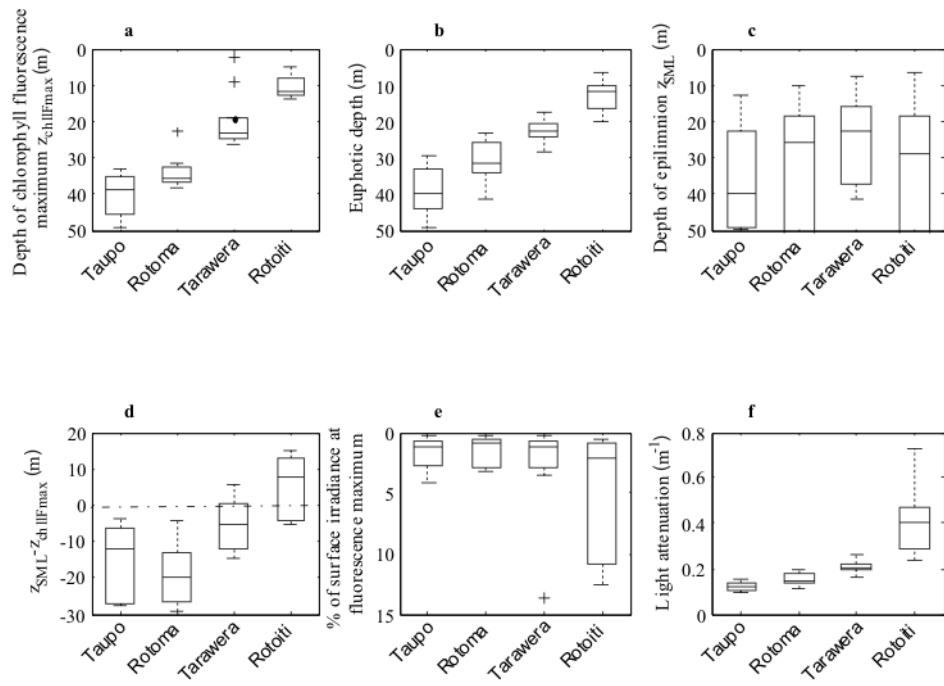 a
Depth of chlorophyll fluorescence
maximum z_chlIFmax (m)
0
10
20
30
40
50
Taupo
Rotoma
Tarawera
Rotoiti
b
Euphotic depth (m)
0
10
20
30
40
50
Taupo
Rotoma
Tarawera
Rotoiti
c
Depth of epilimnion z_SML (m)
0
10
20
30
40
50
Taupo
Rotoma
Tarawera
Rotoiti
d
z_SML-z_chlIFmax (m)
20
10
0
-10
-20
-30
Taupo
Rotoma
Tarawera
Rotoiti
e
% of surface irradiance at
fluorescence maximum
0
5
10
15
Taupo
Rotoma
Tarawera
Rotoiti
f
Light attenuation (m⁻¹)
0.8
0.6
0.4
0.2
0
Taupo
Rotoma
Tarawera
Rotoiti